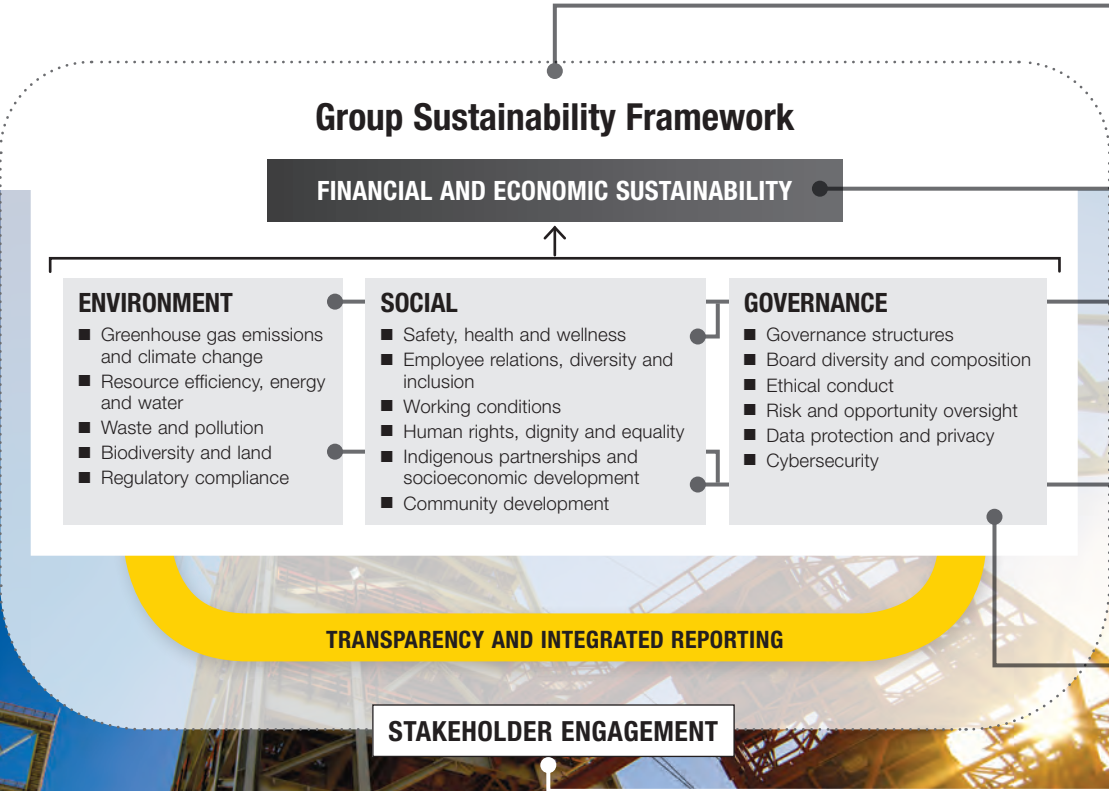 Group Sustainability Framework
FINANCIAL AND ECONOMIC SUSTAINABILITY
ENVIRONMENT
■ Greenhouse gas emissions
and climate change
■ Resource efficiency, energy
and water
■ Waste and pollution
■ Biodiversity and land
■ Regulatory compliance
SOCIAL
■ Safety, health and wellness
■ Employee relations, diversity and
inclusion
■ Working conditions
■ Human rights, dignity and equality
■ Indigenous partnerships and
socioeconomic development
■ Community development
GOVERNANCE
■ Governance structures
■ Board diversity and composition
■ Ethical conduct
■ Risk and opportunity oversight
■ Data protection and privacy
■ Cybersecurity
TRANSPARENCY AND INTEGRATED REPORTING
STAKEHOLDER ENGAGEMENT